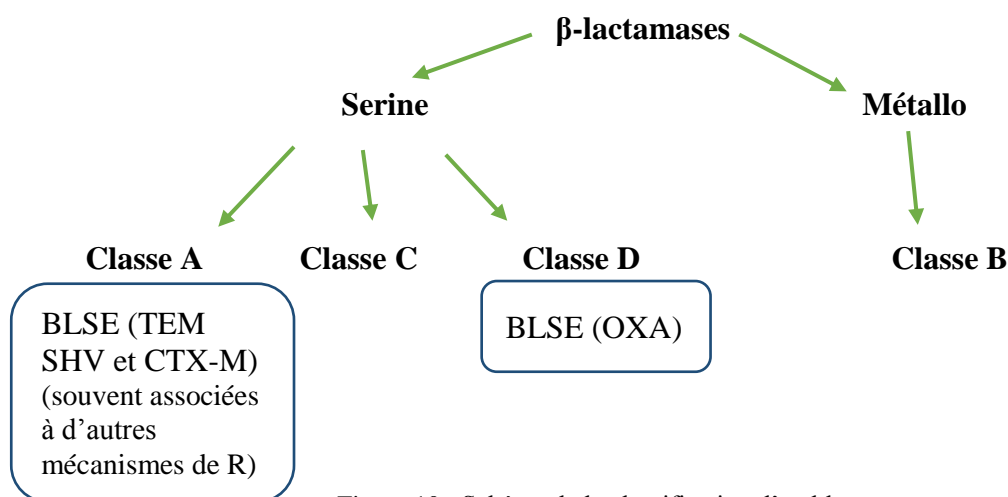 β-lactamases
Serine
Métallo
Classe A
Classe C
Classe D
Classe B
BLSE (TEM
SHV et CTX-M)
(souvent associées
à d'autres
mécanismes de R)
BLSE (OXA)